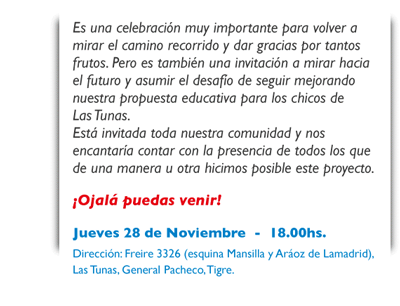 Es una celebración muy importante para volver a
mirar el camino recorrido y dar gracias por tantos
frutos. Pero es también una invitación a mirar hacia
el futuro y asumir el desafío de seguir mejorando
nuestra propuesta educativa para los chicos de
Las Tunas.
Está invitada toda nuestra comunidad y nos
encantaría contar con la presencia de todos los que
de una manera u otra hicimos posible este proyecto.
¡Ojalá puedas venir!
Jueves 28 de Noviembre - 18.00hs.
Dirección: Freire 3326 (esquina Mansilla y Aráoz de Lamadrid),
Las Tunas, General Pacheco, Tigre.